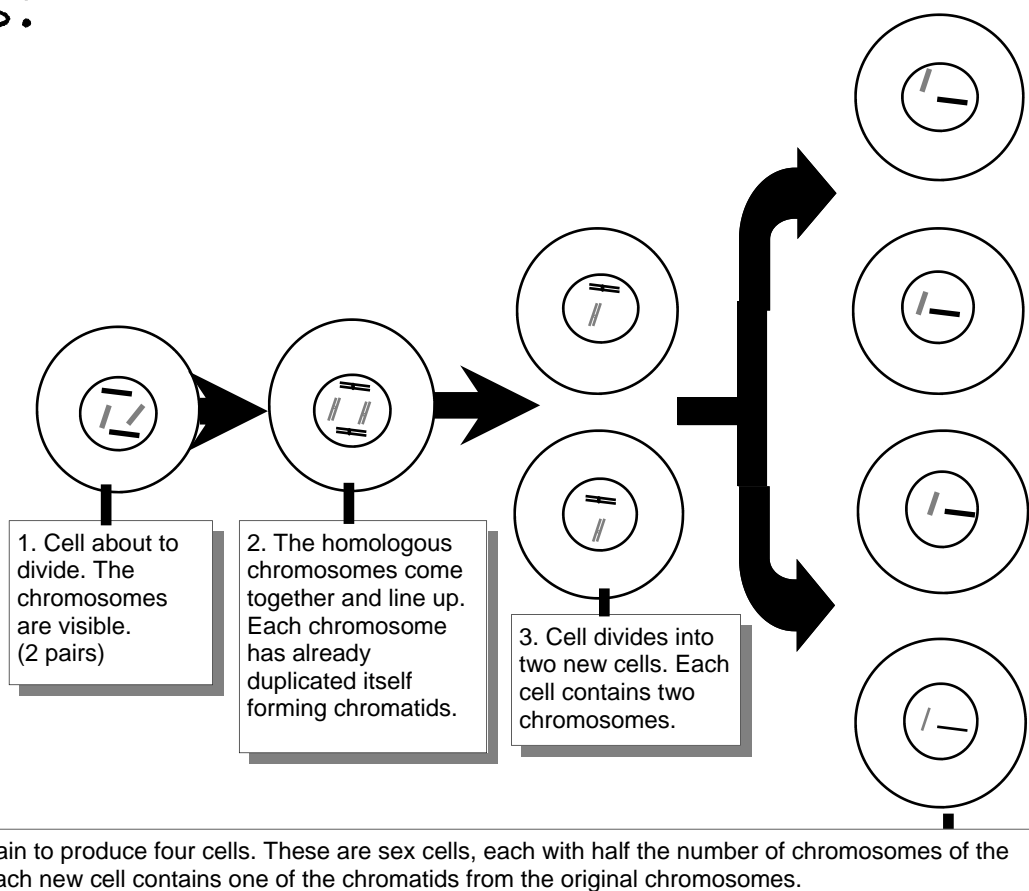 s.
1. Cell about to
divide. The
chromosomes
are visible.
(2 pairs)
2. The homologous
chromosomes come
together and line up.
Each chromosome
has already
duplicated itself
forming chromatids.
3. Cell divides into
two new cells. Each
cell contains two
chromosomes.
to produce four cells. These are sex cells, each with half the number of chromosomes of the
new cell contains one of the chromatids from the original chromosomes.